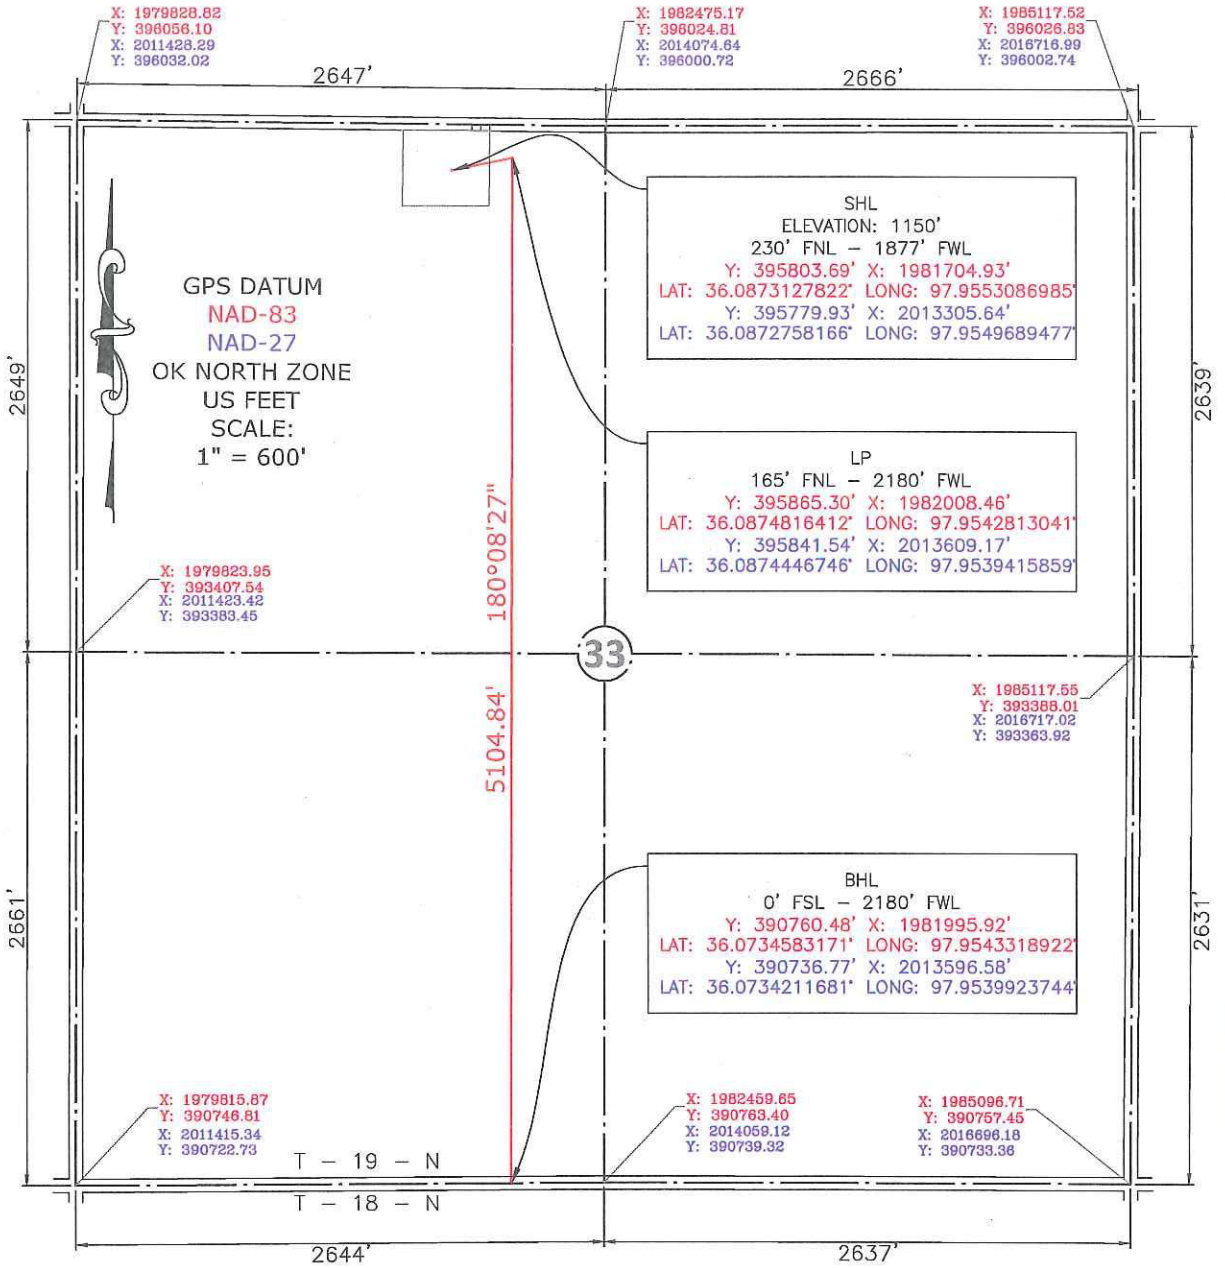 X: 1979828.82
Y: 396056.10
X: 2011428.29
Y: 396032.02
X: 1982475.17
Y: 396024.81
X: 2014074.64
Y: 396000.72
X: 1985117.52
Y: 396026.83
X: 2016716.99
Y: 396002.74
2647'
2666'
SHL
ELEVATION: 1150'
230' FNL – 1877' FWL
Y: 395803.69' X: 1981704.93'
LAT: 36.0873127822° LONG: 97.9553086985°
Y: 395779.93' X: 2013305.64'
LAT: 36.0872758166° LONG: 97.9549689477°
GPS DATUM
NAD-83
NAD-27
OK NORTH ZONE
US FEET
SCALE:
1" = 600'
2649'
2639'
LP
165' FNL – 2180' FWL
Y: 395865.30' X: 1982008.46'
LAT: 36.0874816412° LONG: 97.9542813041°
Y: 395841.54' X: 2013609.17'
LAT: 36.0874446746° LONG: 97.9539415859°
180°08'27"
X: 1979823.95
Y: 393407.54
X: 2011423.42
Y: 393383.45
33
X: 1985117.55
Y: 393388.01
X: 2016717.02
Y: 393363.92
5104.84'
2661'
2631'
BHL
0' FSL – 2180' FWL
Y: 390760.48' X: 1981995.92'
LAT: 36.0734583171° LONG: 97.9543318922°
Y: 390736.77' X: 2013596.58'
LAT: 36.0734211681° LONG: 97.9539923744°
X: 1979815.87
Y: 390746.81
X: 2011415.34
Y: 390722.73
X: 1982459.65
Y: 390763.40
X: 2014059.12
Y: 390739.32
X: 1985096.71
Y: 390757.45
X: 2016696.18
Y: 390733.36
T – 19 – N
T – 18 – N
2644'
2637'